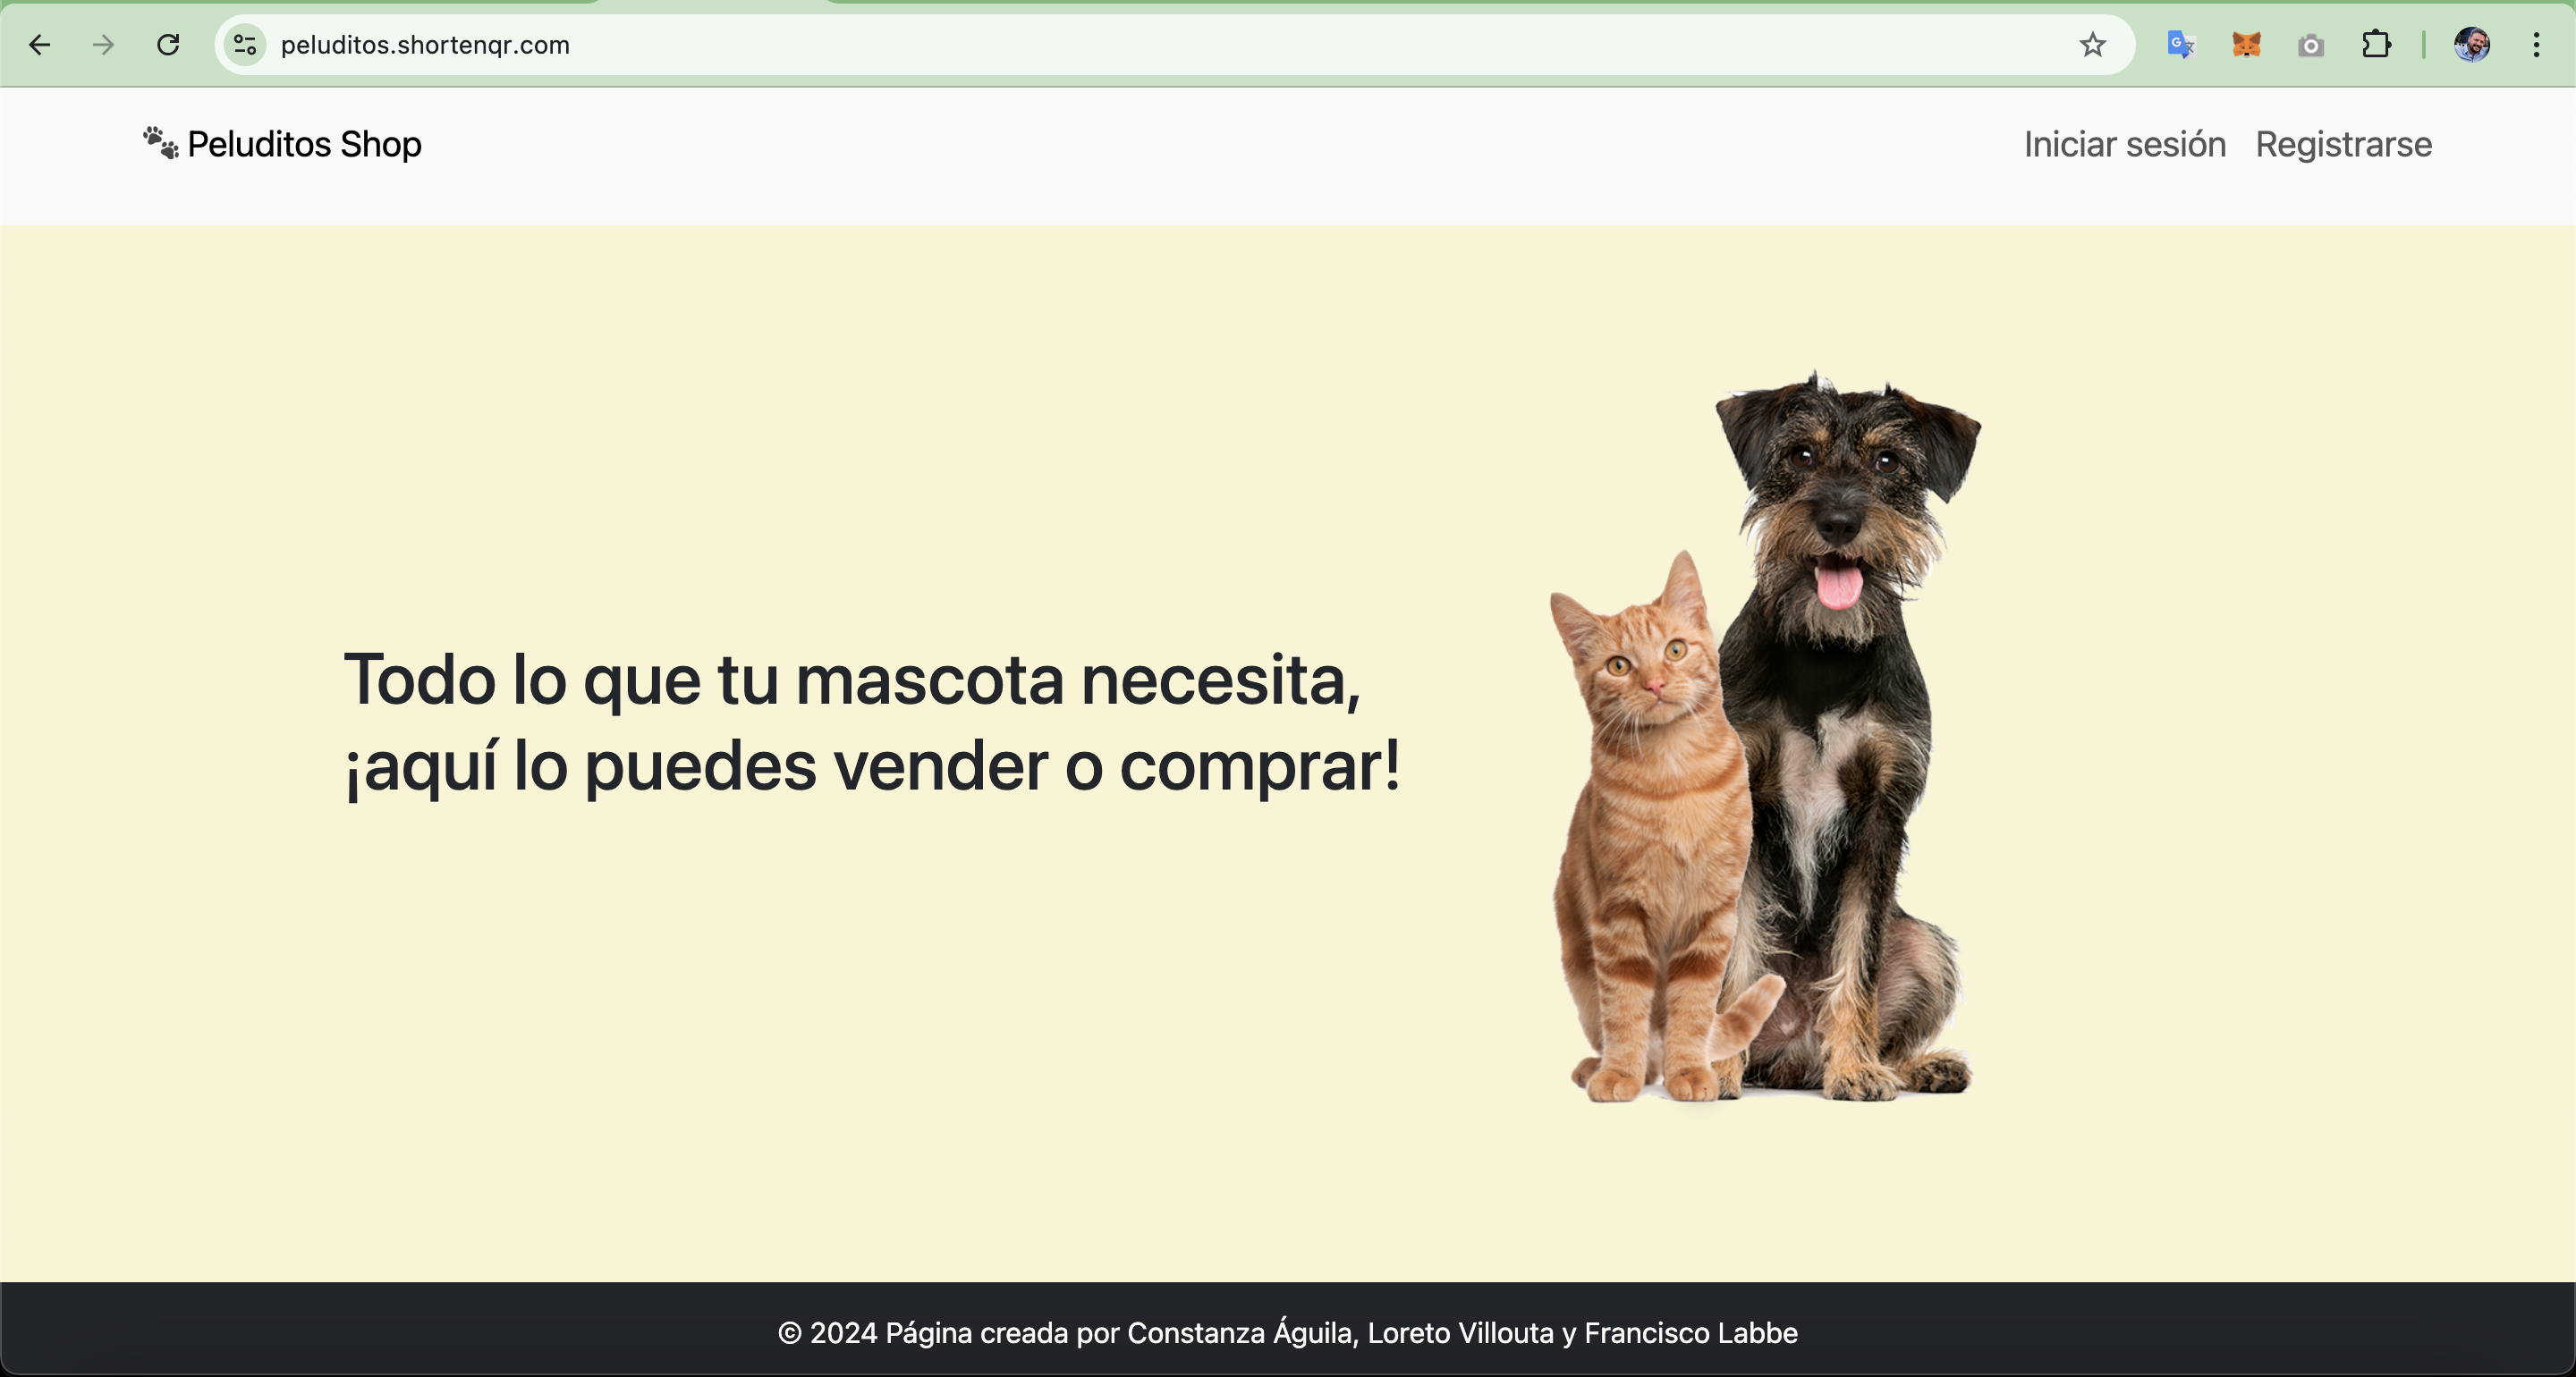 peluditos.shortenqr.com
Peluditos Shop
Iniciar sesión Registrarse
Todo lo que tu mascota necesita,
¡aquí lo puedes vender o comprar!
© 2024 Página creada por Constanza Águila, Loreto Villouta y Francisco Labbe